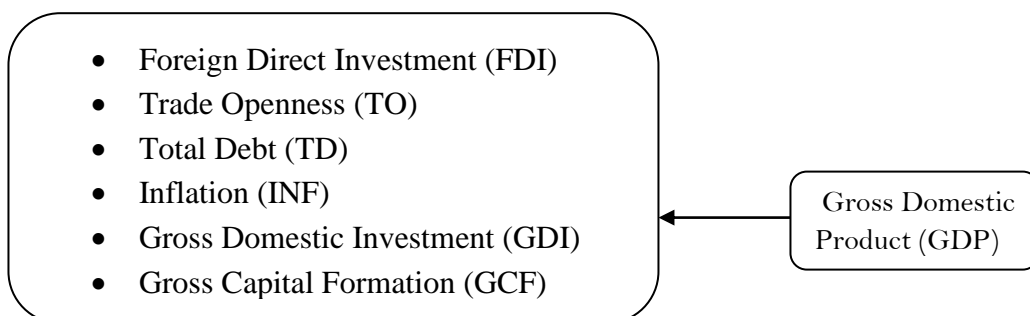 • Foreign Direct Investment (FDI)
• Trade Openness (TO)
• Total Debt (TD)
• Inflation (INF)
• Gross Domestic Investment (GDI)
• Gross Capital Formation (GCF)
Gross Domestic
Product (GDP)